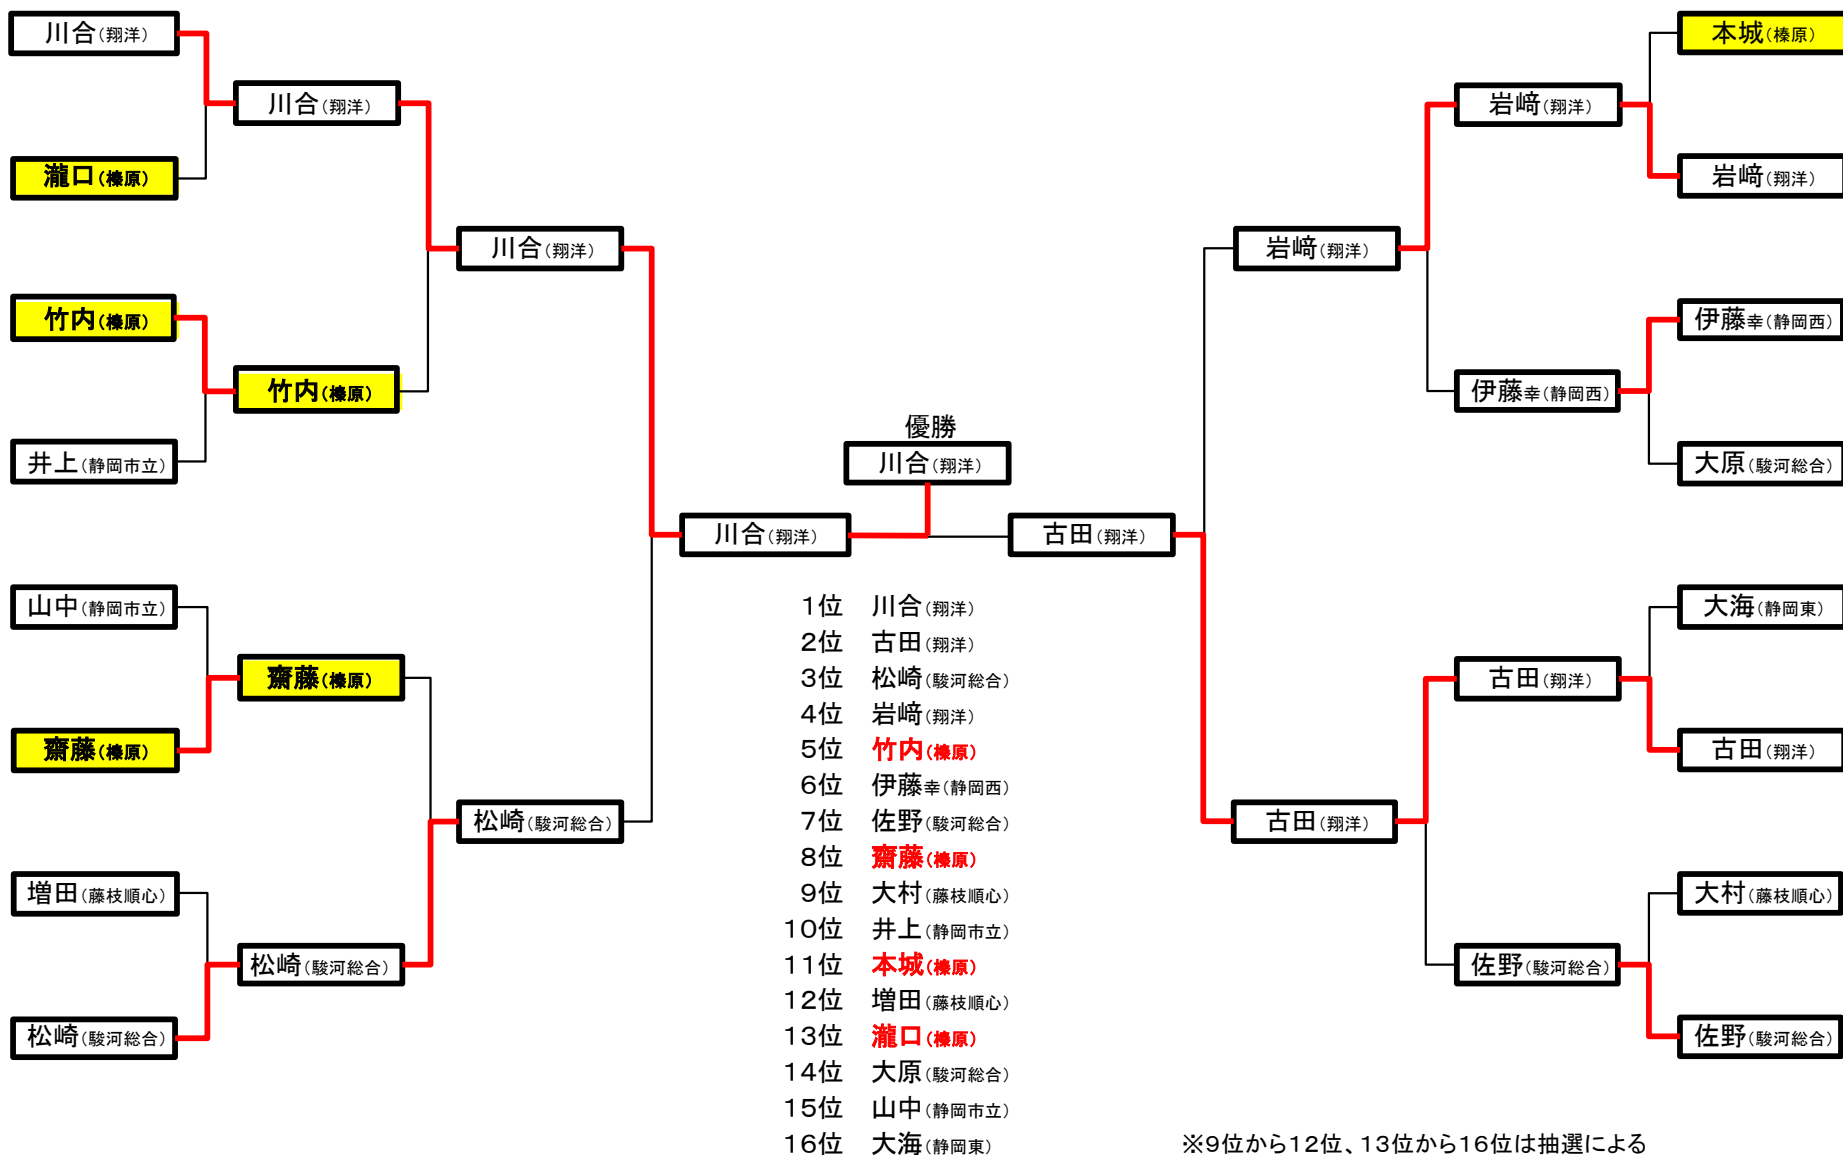 川合(翔洋)
瀧口(榛原)
竹内(榛原)
井上(静岡市立)
山中(静岡市立)
齋藤(榛原)
増田(藤枝順心)
松崎(駿河総合)
川合(翔洋)
竹内(榛原)
齋藤(榛原)
松崎(駿河総合)
川合(翔洋)
松崎(駿河総合)
川合(翔洋)
優勝
川合(翔洋)
古田(翔洋)
岩﨑(翔洋)
古田(翔洋)
岩﨑(翔洋)
伊藤幸(静岡西)
古田(翔洋)
佐野(駿河総合)
本城(榛原)
岩﨑(翔洋)
伊藤幸(静岡西)
大原(駿河総合)
大海(静岡東)
古田(翔洋)
大村(藤枝順心)
佐野(駿河総合)
1位 川合(翔洋)
2位 古田(翔洋)
3位 松崎(駿河総合)
4位 岩﨑(翔洋)
5位 竹内(榛原)
6位 伊藤幸(静岡西)
7位 佐野(駿河総合)
8位 齋藤(榛原)
9位 大村(藤枝順心)
10位 井上(静岡市立)
11位 本城(榛原)
12位 増田(藤枝順心)
13位 瀧口(榛原)
14位 大原(駿河総合)
15位 山中(静岡市立)
16位 大海(静岡東)
※9位から12位、13位から16位は抽選による